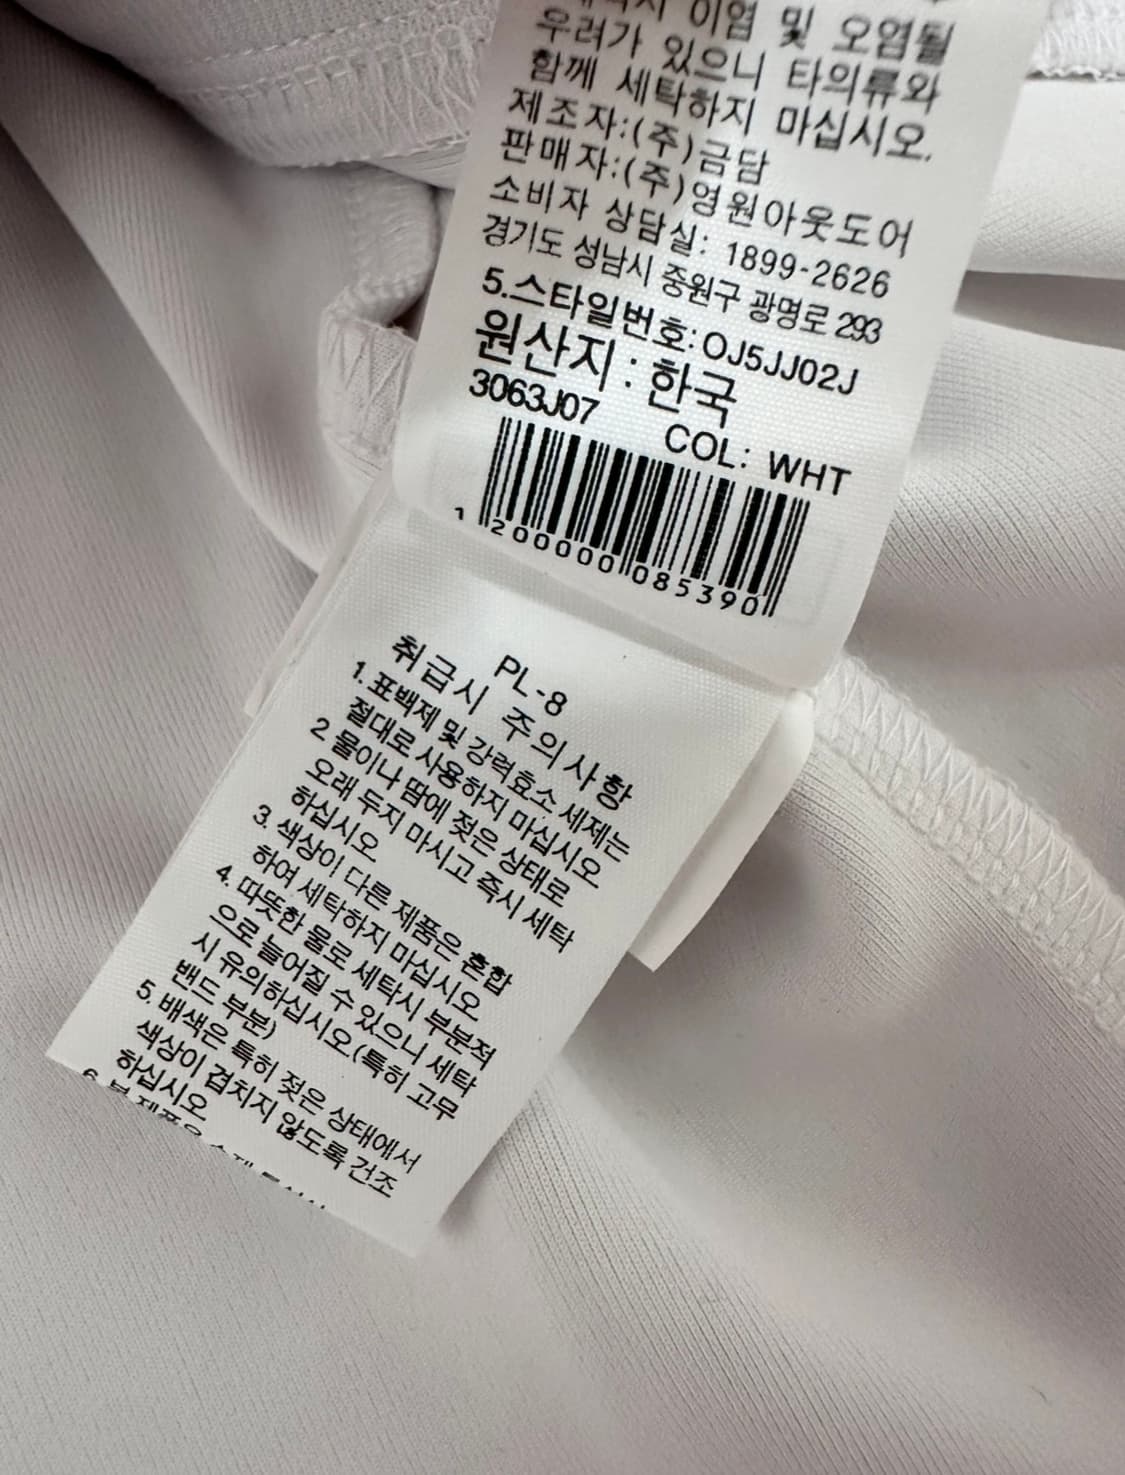 이염 및 오염될
우려가 있으니 타의류와
함께 세탁하지 마십시오.
제조자:(주)금담
판매자:(주)영원아웃도어
소비자 상담실: 1899-2626
경기도 성남시 중원구 광명로 293
5.스타일번호:OJ5JJ02J
원산지 : 한국
3063J07 COL: WHT
1 200000 085390
PL-8
취급시 주의사항
1. 표백제 및 강력효소 세제는
절대로 사용하지 마십시오
2 물이나 땀에 젖은 상태로
오래 두지 마시고 즉시 세탁
하십시오
3. 색상이 다른 제품은 혼합
하여 세탁하지 마십시오
4. 따뜻한 물로 세탁시 부분적
으로 늘어질 수 있으니 세탁
시 유의하십시오(특히 고무
밴드 부분)
5. 배색은 특히 젖은 상태에서
색상이 겹치지 않도록 건조
하십시오
6.